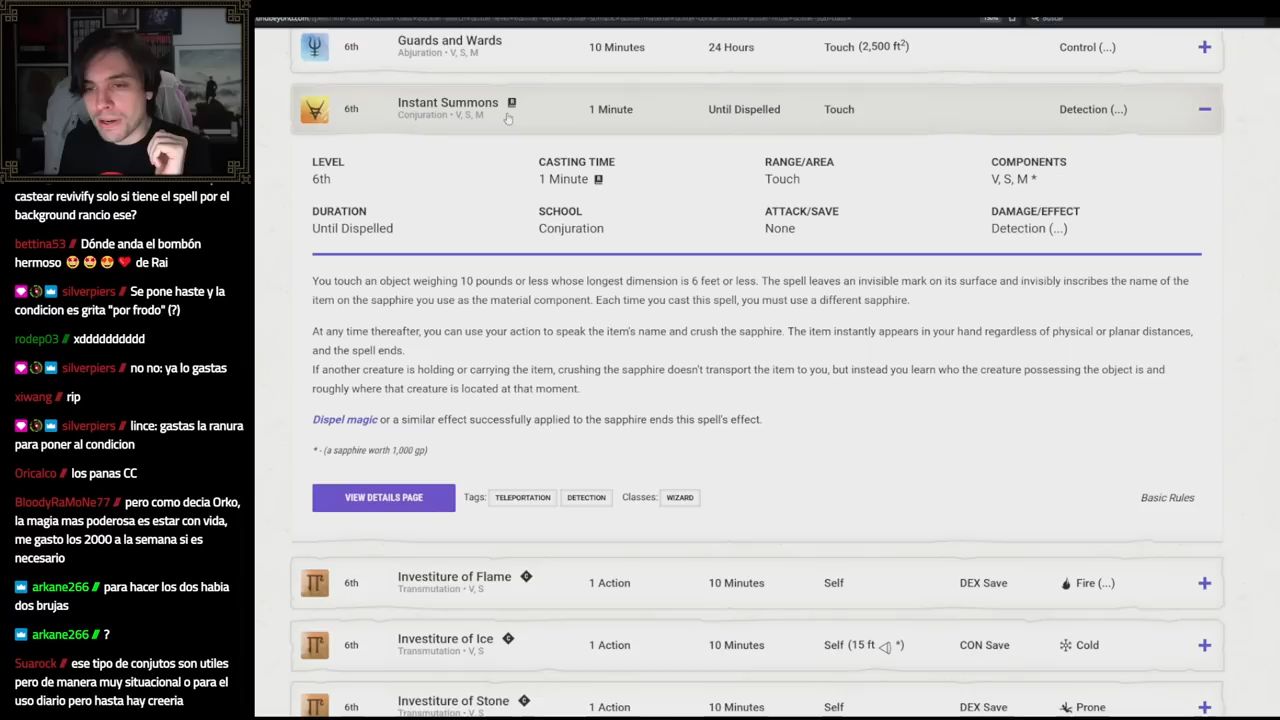 castear revivify solo si tiene el spell por el
background rancio ese?
bettina53 // Dónde anda el bombón
hermoso 😍 😍 😍 ❤️ de Rai
silverpiers // Se pone haste y la
condicion es grita "por frodo" (?)
rodep03 // xdddddddddd
silverpiers // no no: ya lo gastas
xiwang // rip
silverpiers // lince: gastas la ranura
para poner al condicion
Oricalco // los panas CC
BloodyRaMoNe77 // pero como decia Orko,
la magia mas poderosa es estar con vida,
me gasto los 2000 a la semana si es
necesario
arkane266 // para hacer los dos habia
dos brujas
arkane266 // ?
Suarock // ese tipo de conjutos son utiles
pero de manera muy situacional o para el
uso diario pero hasta hay creeria
6th Guards and Wards 10 Minutes 24 Hours Touch (2,500 ft²) Control (...)
Abjuration • V, S, M
6th Instant Summons 1 Minute Until Dispelled Touch Detection (...)
Conjuration • V, S, M
LEVEL CASTING TIME RANGE/AREA COMPONENTS
6th 1 Minute Touch V, S, M *
DURATION SCHOOL ATTACK/SAVE DAMAGE/EFFECT
Until Dispelled Conjuration None Detection (...)
You touch an object weighing 10 pounds or less whose longest dimension is 6 feet or less. The spell leaves an invisible mark on its surface and invisibly inscribes the name of the
item on the sapphire you use as the material component. Each time you cast this spell, you must use a different sapphire.
At any time thereafter, you can use your action to speak the item's name and crush the sapphire. The item instantly appears in your hand regardless of physical or planar distances,
and the spell ends.
If another creature is holding or carrying the item, crushing the sapphire doesn't transport the item to you, but instead you learn who the creature possessing the object is and
roughly where that creature is located at that moment.
Dispel magic or a similar effect successfully applied to the sapphire ends this spell's effect.
* - (a sapphire worth 1,000 gp)
VIEW DETAILS PAGE Tags: TELEPORTATION DETECTION Classes: WIZARD Basic Rules
6th Investiture of Flame 1 Action 10 Minutes Self DEX Save Fire (...)
Transmutation • V, S
6th Investiture of Ice 1 Action 10 Minutes Self (15 ft *) CON Save Cold
Transmutation • V, S
6th Investiture of Stone 1 Action 10 Minutes Self DEX Save Prone
Transmutation • V, S